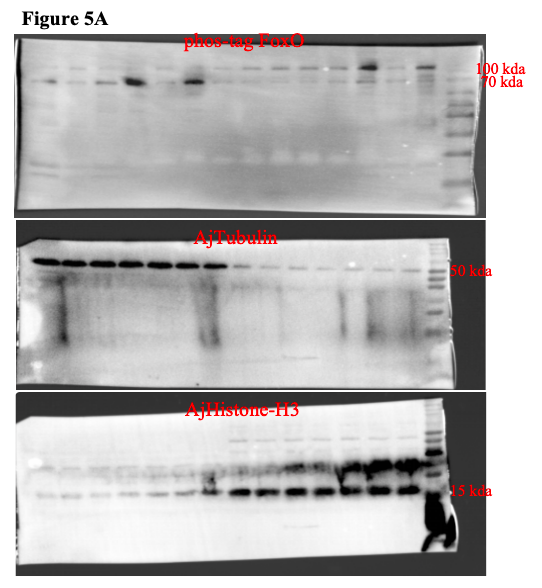 Figure 5A
phos-tag FoxO
100 kda
70 kda
AjTubulin
50 kda
AjHistone-H3
15 kda